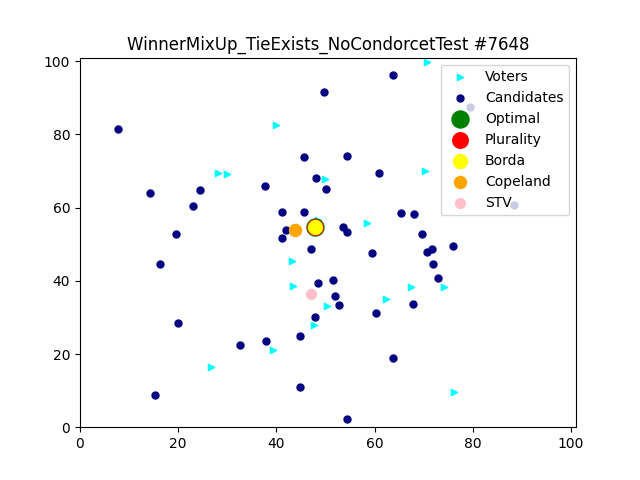 WinnerMixUp_TieExists_NoCondorcetTest #7648
100
80
60
40
20
0
0 20 40 60 80 100
Voters
Candidates
Optimal
Plurality
Borda
Copeland
STV